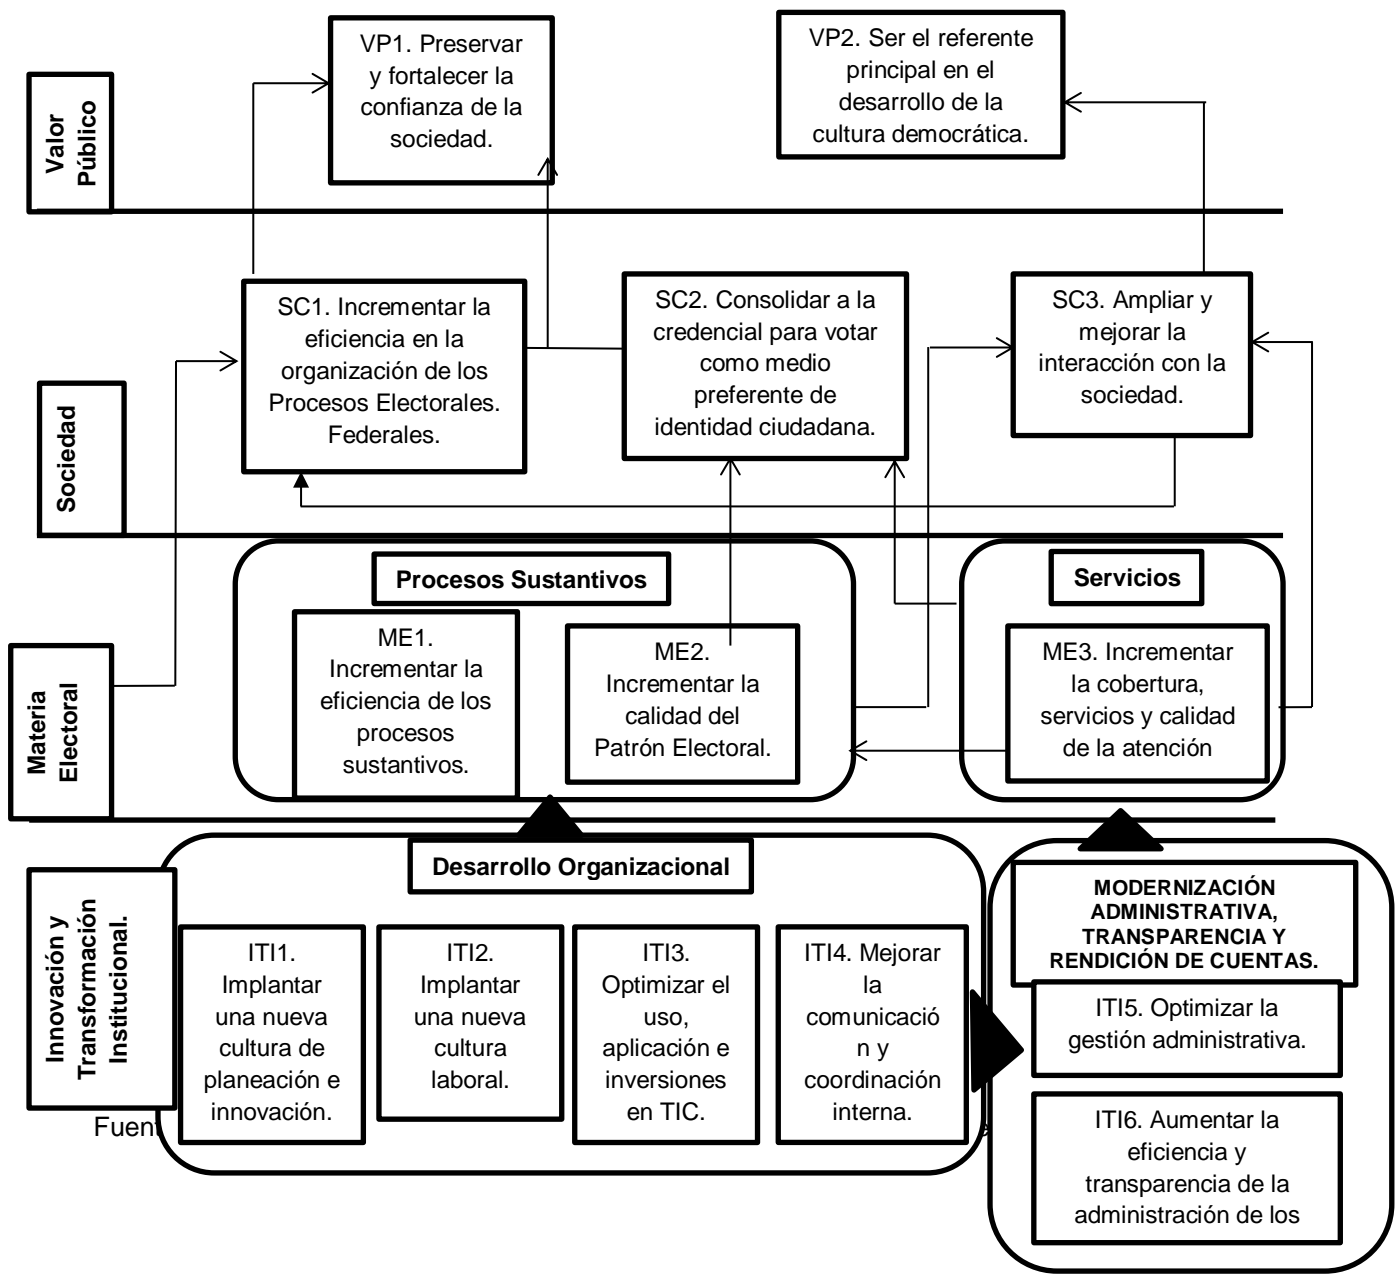 VP1. Preservar
y fortalecer la
confianza de la
sociedad.
VP2. Ser el referente
principal en el
desarrollo de la
cultura democrática.
Valor
Público
SC1. Incrementar la
eficiencia en la
organización de los
Procesos Electorales.
Federales.
SC2. Consolidar a la
credencial para votar
como medio
preferente de
identidad ciudadana.
SC3. Ampliar y
mejorar la
interacción con la
sociedad.
Sociedad
Procesos Sustantivos
ME1.
Incrementar la
eficiencia de los
procesos
sustantivos.
ME2.
Incrementar la
calidad del
Patrón Electoral.
Servicios
ME3. Incrementar
la cobertura,
servicios y calidad
de la atención
Materia
Electoral
Desarrollo Organizacional
ITI1.
Implantar
una nueva
cultura de
planeación e
innovación.
ITI2.
Implantar
una nueva
cultura
laboral.
ITI3.
Optimizar el
uso,
aplicación e
inversiones
en TIC.
ITI4. Mejorar
la
comunicació
n y
coordinación
interna.
MODERNIZACIÓN
ADMINISTRATIVA,
TRANSPARENCIA Y
RENDICIÓN DE CUENTAS.
ITI5. Optimizar la
gestión administrativa.
ITI6. Aumentar la
eficiencia y
transparencia de la
administración de los
Innovación y
Transformación
Institucional.
Fuent